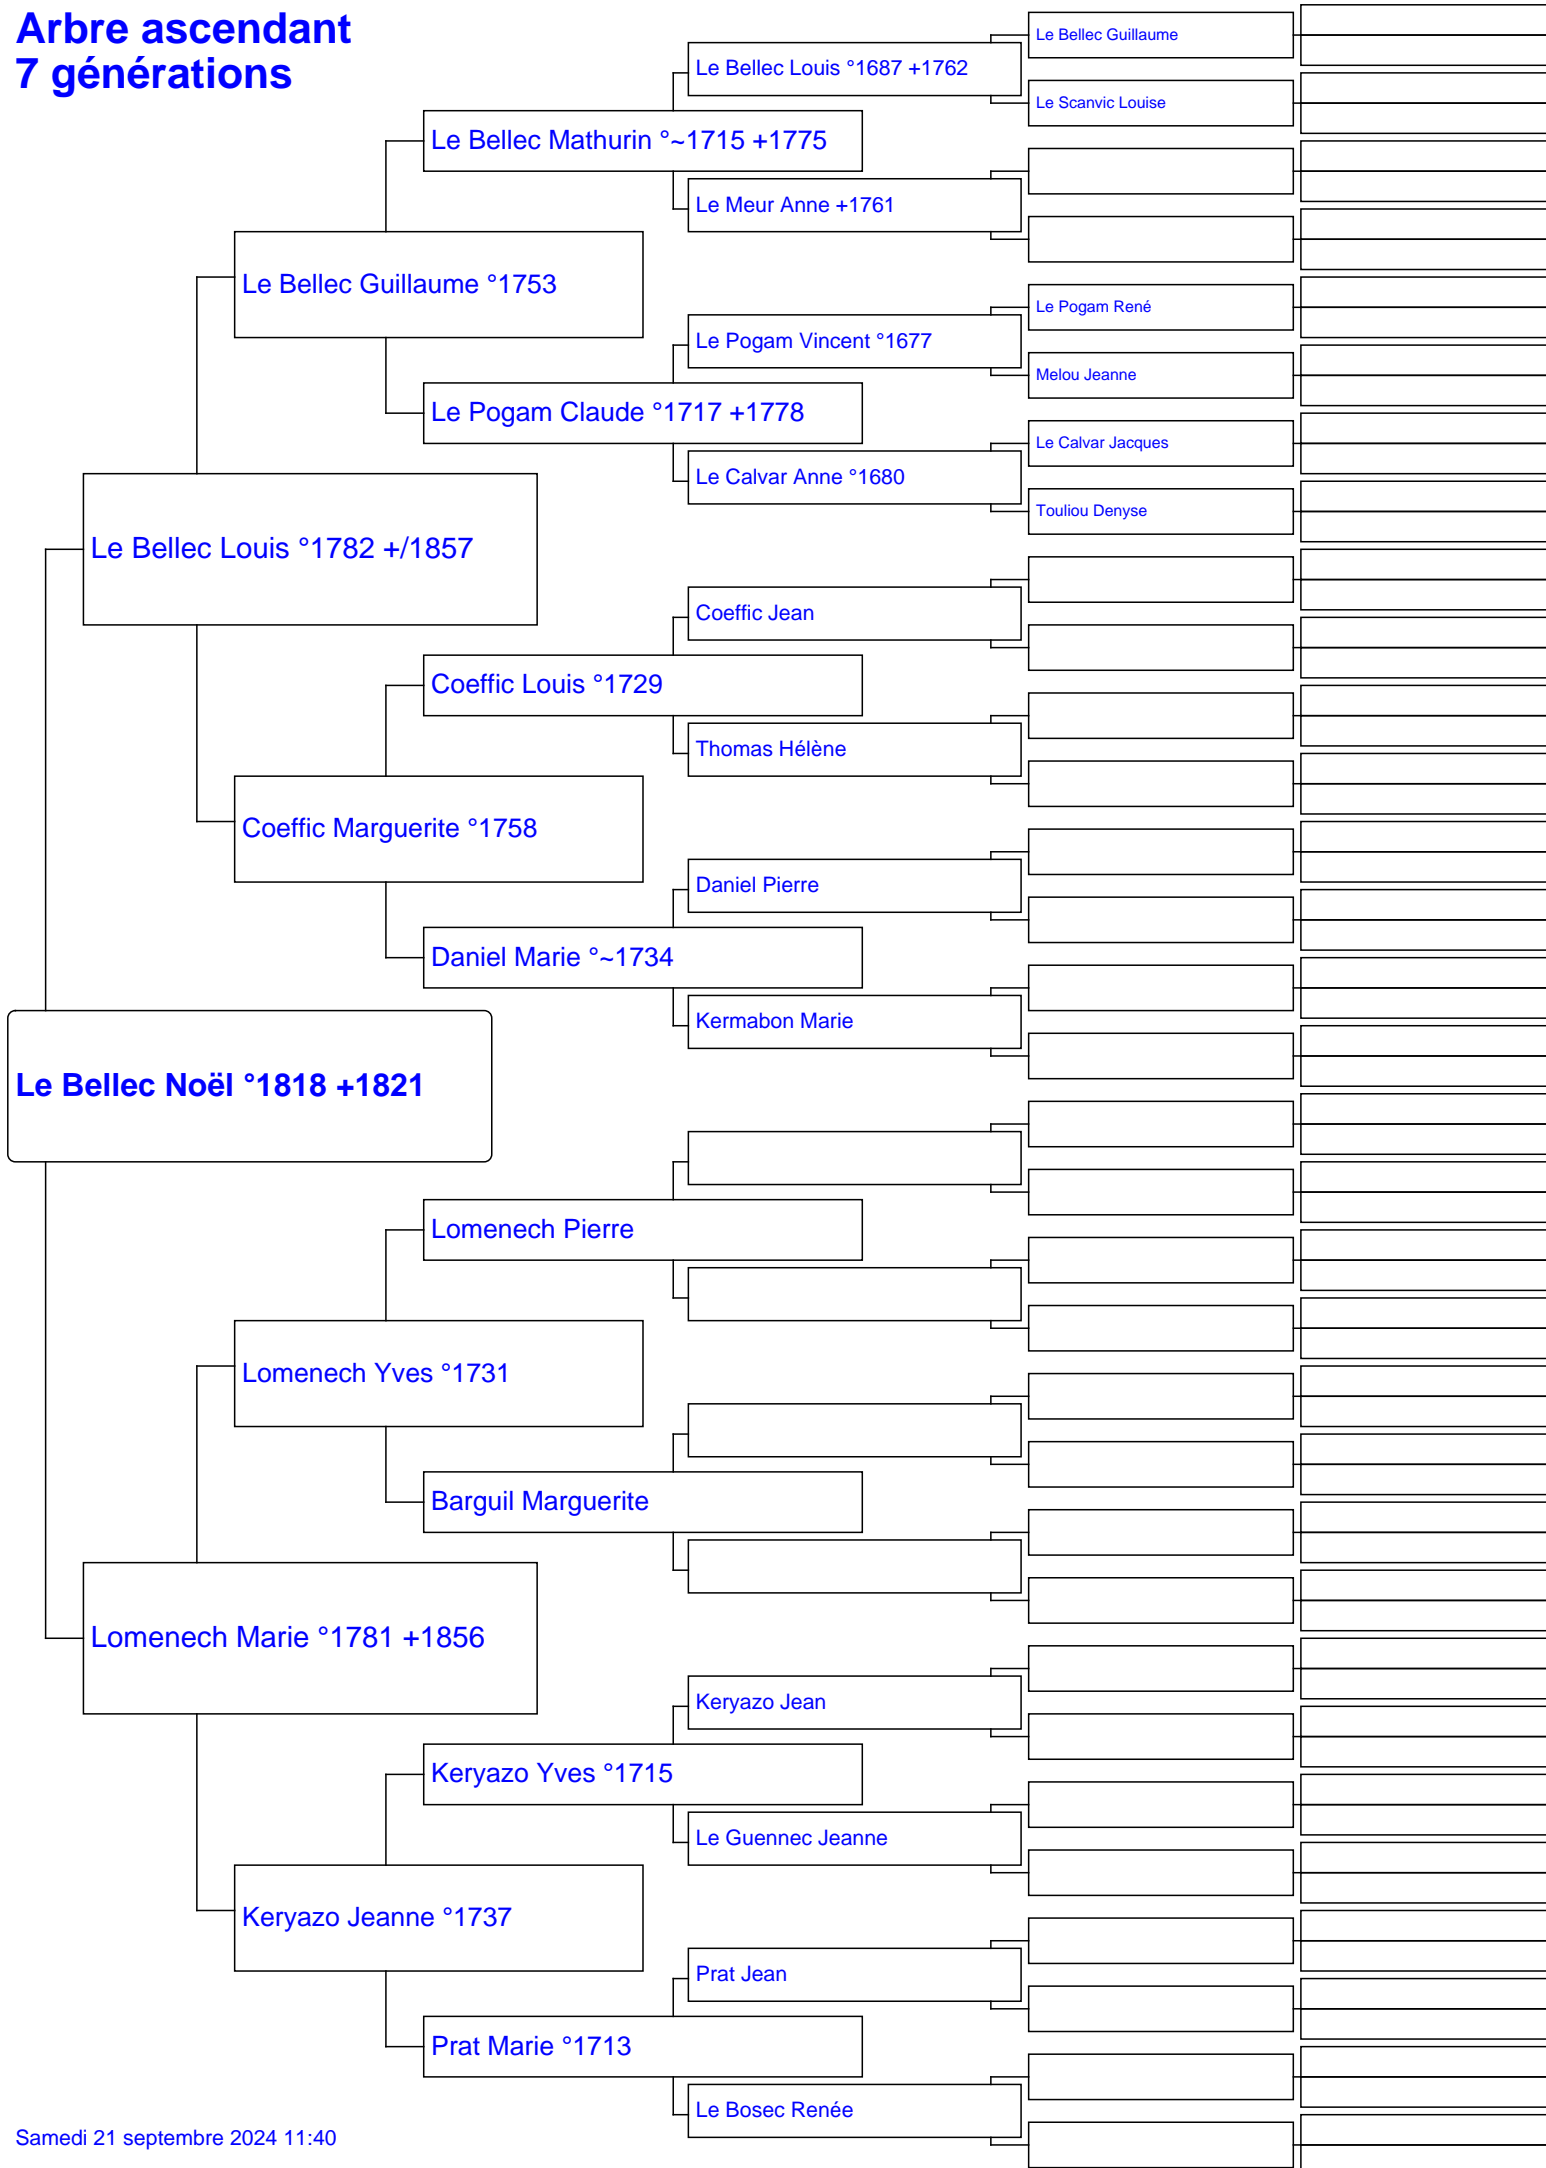 Arbre ascendant
7 générations
Le Bellec Guillaume
Le Bellec Louis °1687 +1762
Le Scanvic Louise
Le Bellec Mathurin °~1715 +1775
Le Meur Anne +1761
Le Bellec Guillaume °1753
Le Pogam René
Le Pogam Vincent °1677
Melou Jeanne
Le Pogam Claude °1717 +1778
Le Calvar Jacques
Le Calvar Anne °1680
Touliou Denyse
Le Bellec Louis °1782 +/1857
Coeffic Jean
Coeffic Louis °1729
Thomas Hélène
Coeffic Marguerite °1758
Daniel Pierre
Daniel Marie °~1734
Kermabon Marie
Le Bellec Noël °1818 +1821
Lomenech Pierre
Lomenech Yves °1731
Barguil Marguerite
Lomenech Marie °1781 +1856
Keryazo Jean
Keryazo Yves °1715
Le Guennec Jeanne
Keryazo Jeanne °1737
Prat Jean
Prat Marie °1713
Le Bosec Renée
Samedi 21 septembre 2024 11:40